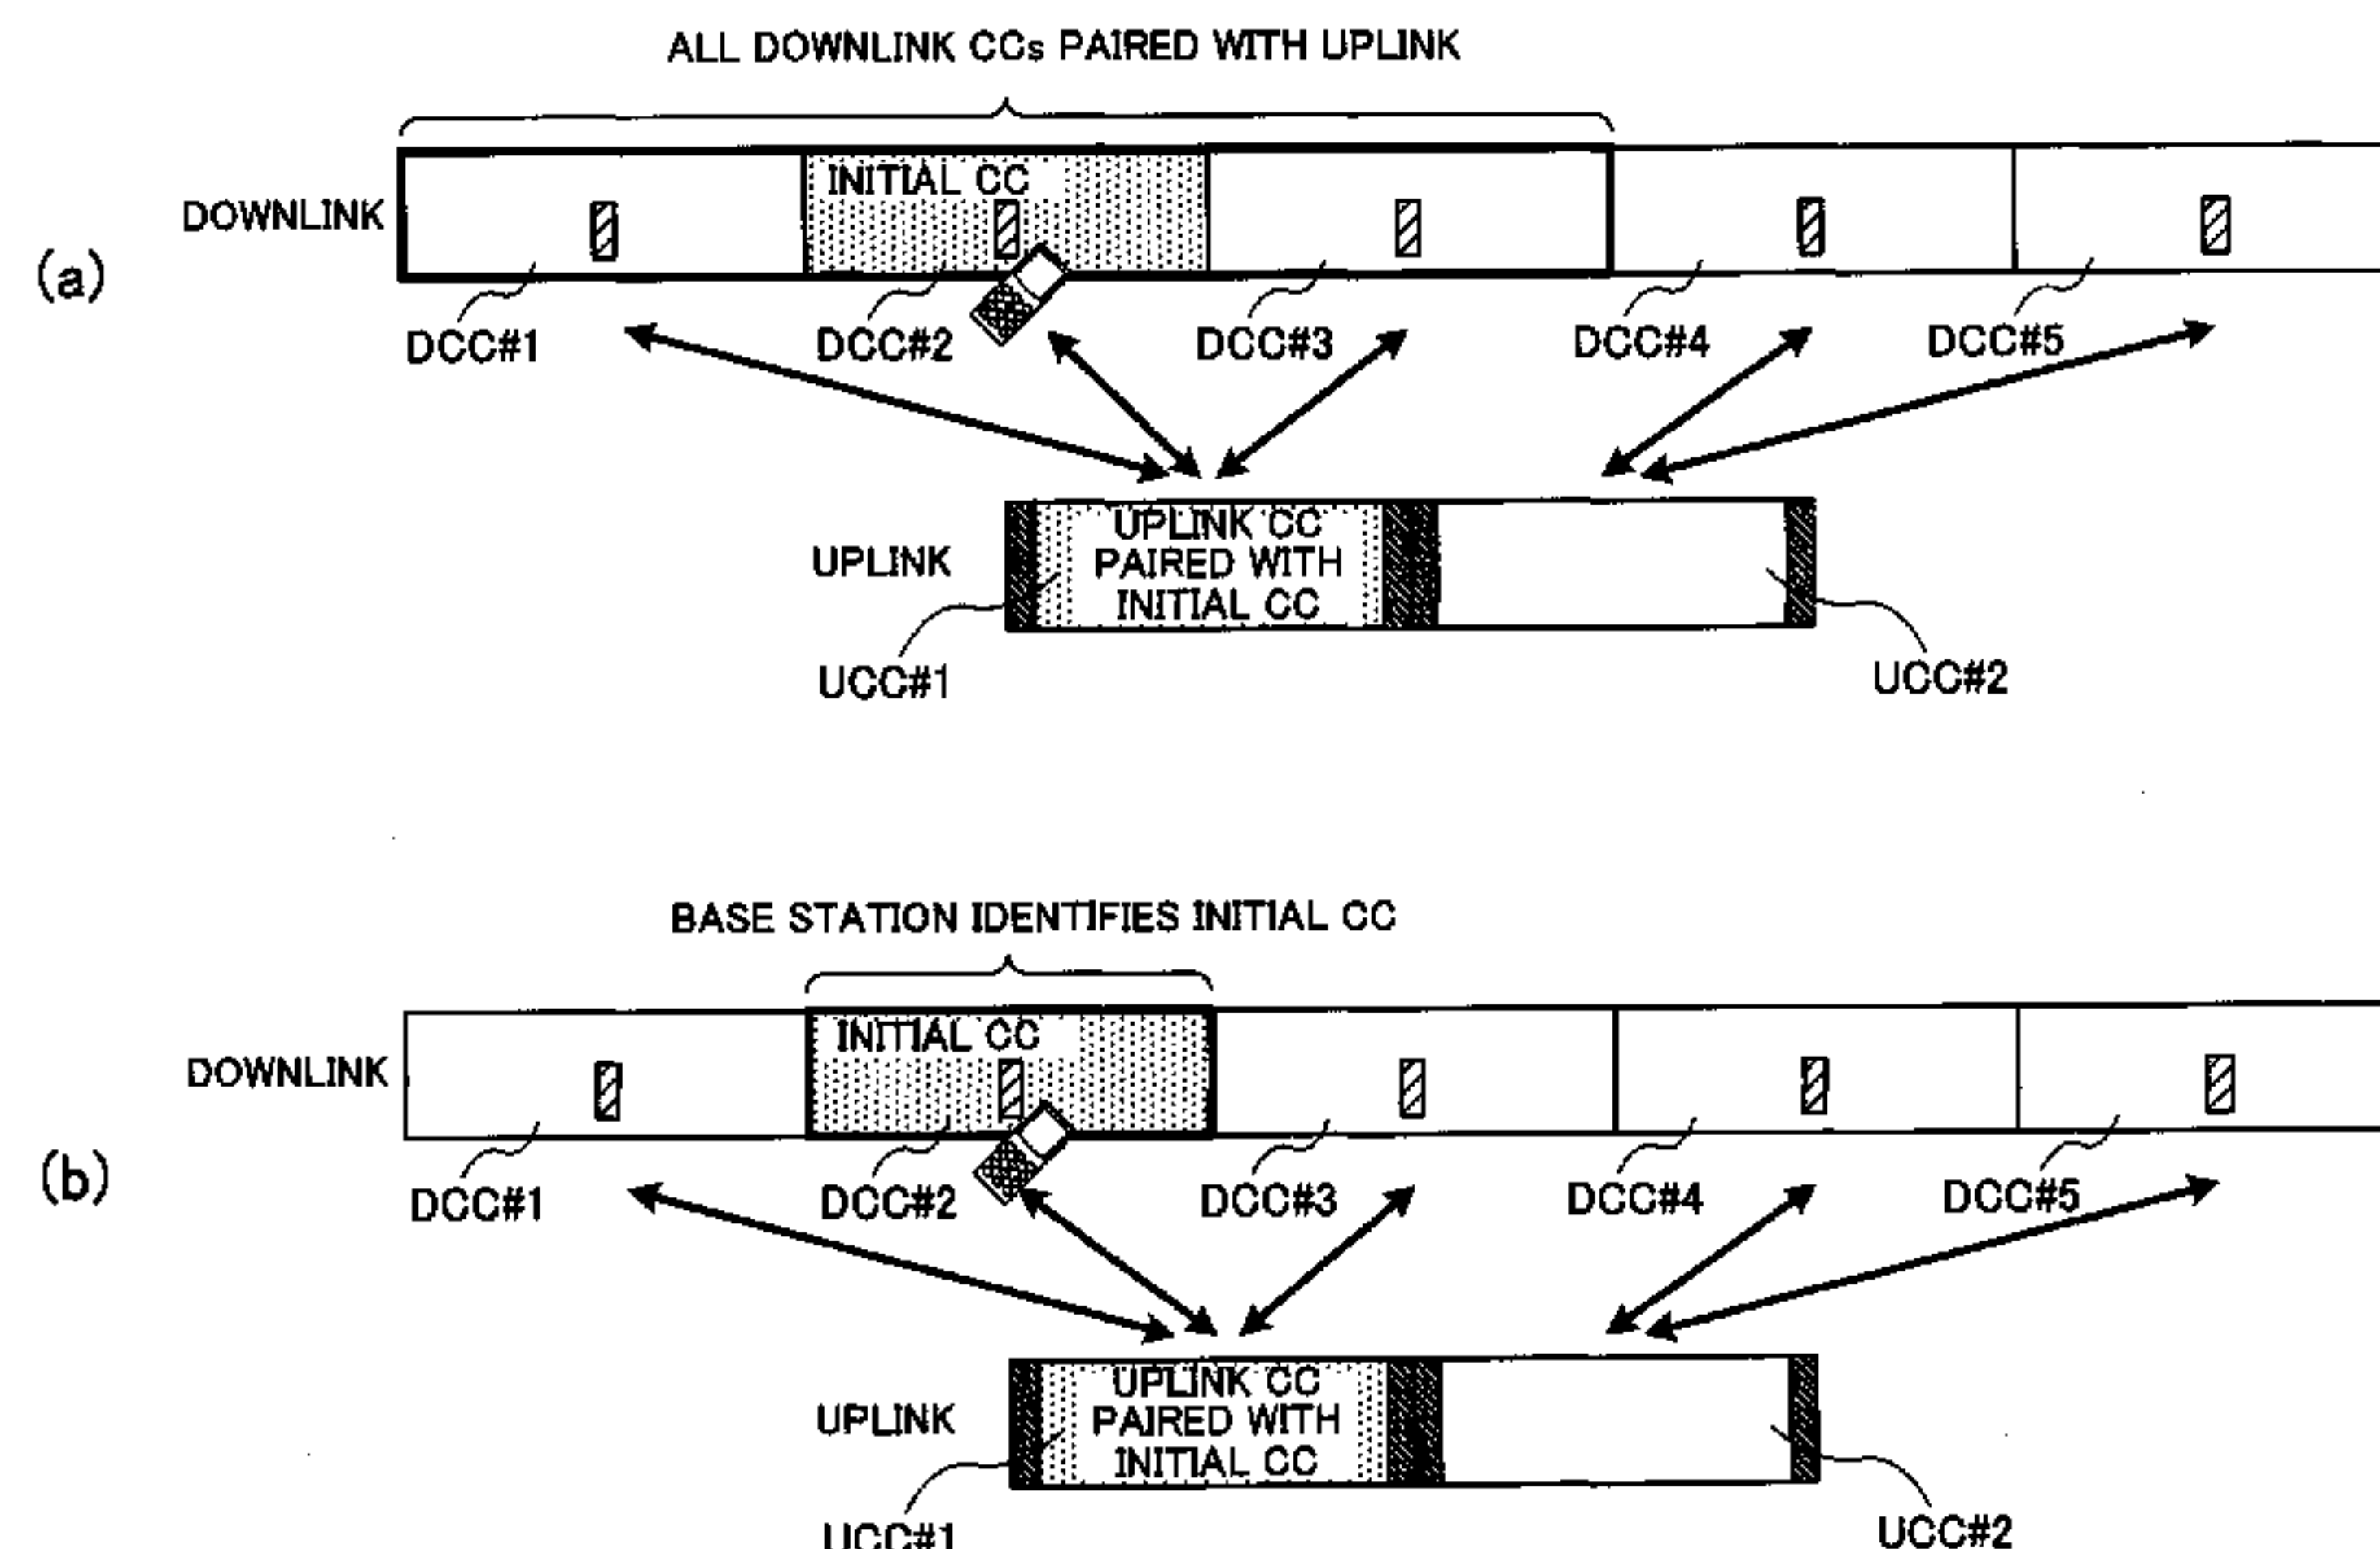 ALL DOWNLINK CCs PAIRED WITH UPLINK
INITIAL CC
DOWNLINK
(a)
DCC#1
DCC#2
DCC#3
DCC#4
DCC#5
UPLINK CC
PAIRED WITH
INITIAL CC
UPLINK
UCC#1
UCC#2
BASE STATION IDENTIFIES INITIAL CC
INITIAL CC
DOWNLINK
(b)
DCC#1
DCC#2
DCC#3
DCC#4
DCC#5
UPLINK CC
PAIRED WITH
INITIAL CC
UPLINK
UCC#1
UCC#2